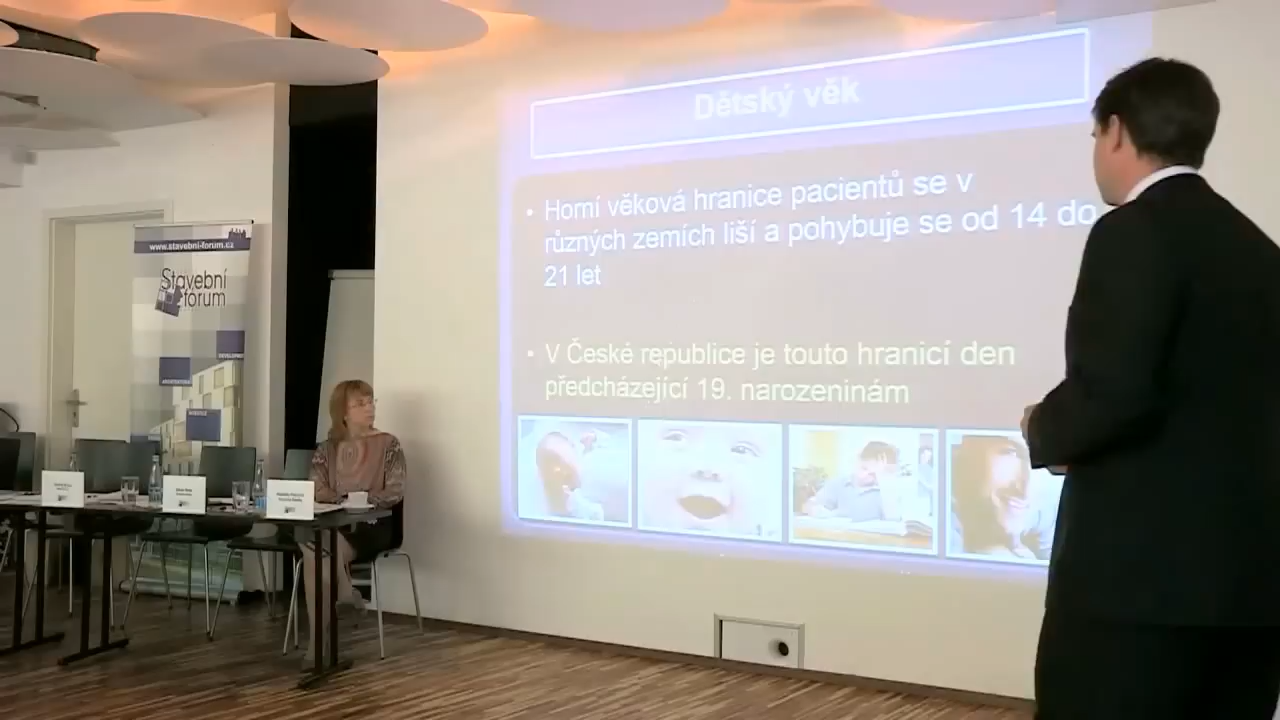 Dětský věk
• Horní věková hranice pacientů se v
různých zemích liší a pohybuje se od 14 do
21 let
• V České republice je touto hranicí den
předcházející 19. narozeninám
www.stavebni-forum.cz
Stavební
forum